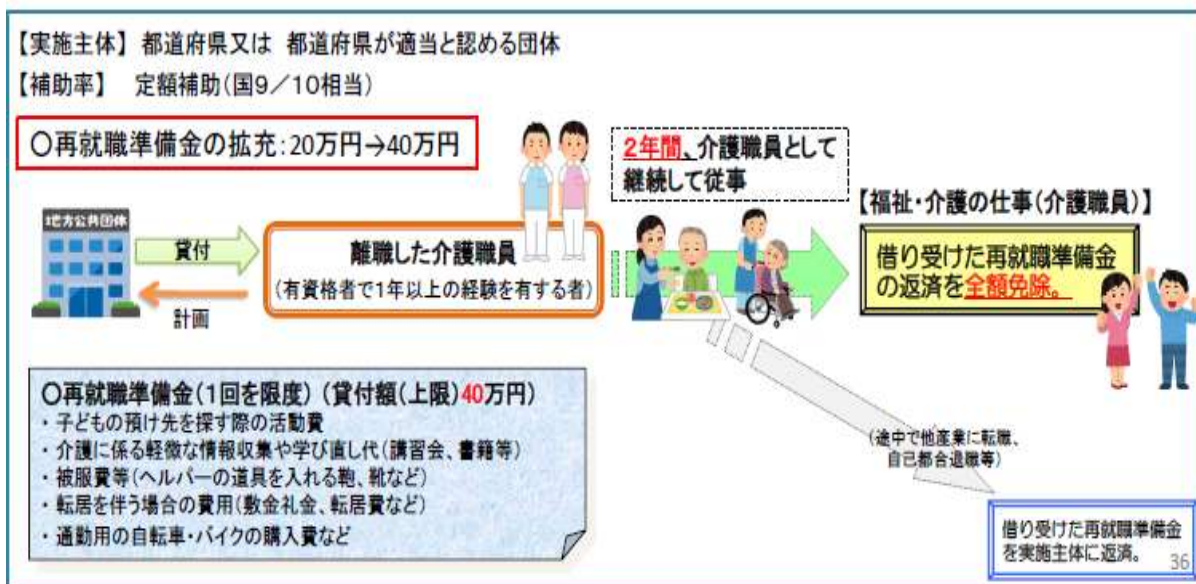 【実施主体】 都道府県又は 都道府県が適当と認める団体
【補助率】 定額補助(国9/10相当)
〇再就職準備金の拡充:20万円→40万円
2年間、介護職員として
継続して従事
【福祉・介護の仕事(介護職員)】
地方公共団体
貸付
計画
離職した介護職員
(有資格者で1年以上の経験を有する者)
借り受けた再就職準備金
の返済を全額免除。
〇再就職準備金(1回を限度)(貸付額(上限)40万円)
・子どもの預け先を探す際の活動費
・介護に係る軽微な情報収集や学び直し代(講習会、書籍等)
・被服費等(ヘルパーの道具を入れる鞄、靴など)
・転居を伴う場合の費用(敷金礼金、転居費など)
・通勤用の自転車・バイクの購入費など
(途中で他産業に転職、
自己都合退職等)
借り受けた再就職準備金
を実施主体に返済。
36